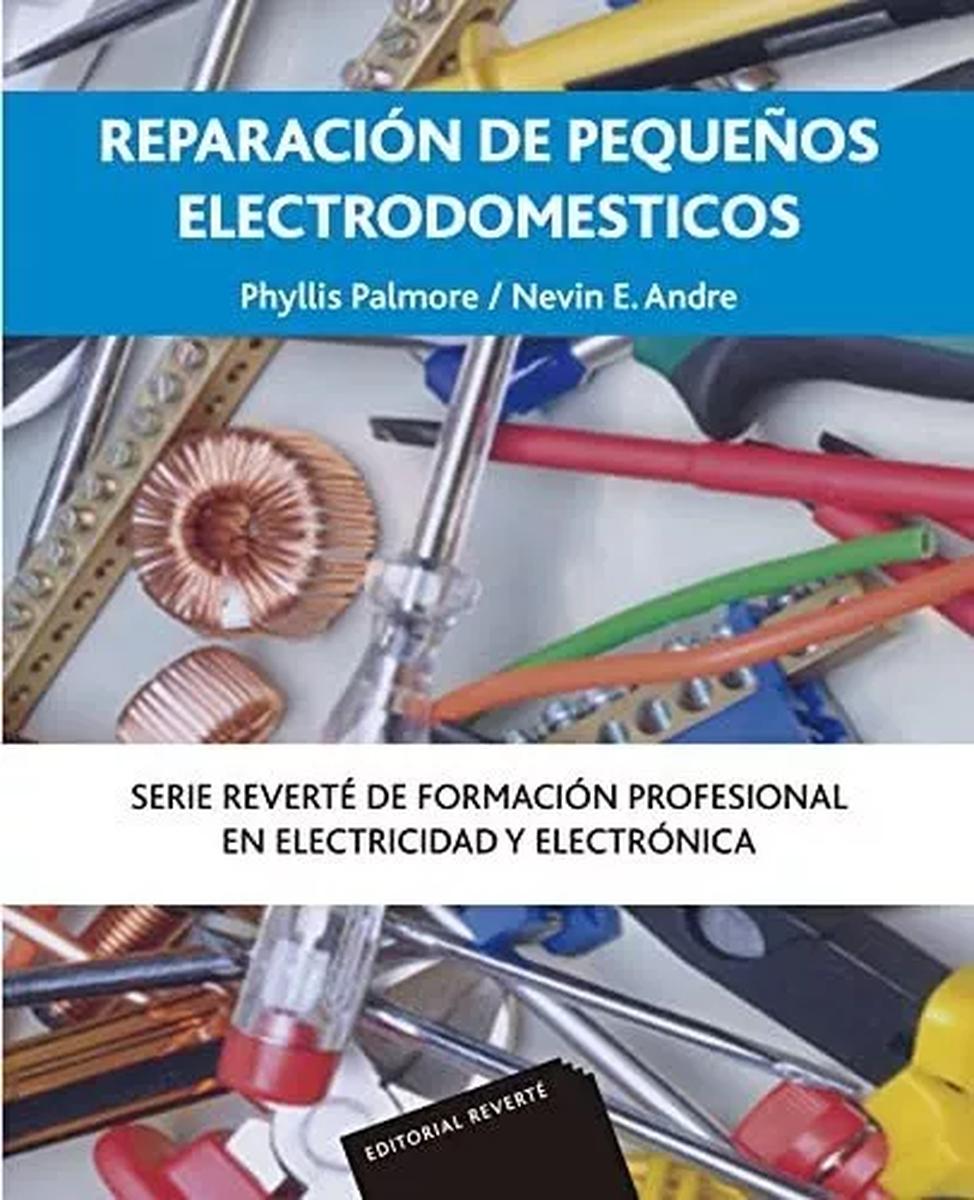 REPARACIÓN DE PEQUEÑOS
ELECTRODOMESTICOS
Phyllis Palmore / Nevin E. Andre
SERIE REVERTÉ DE FORMACIÓN PROFESIONAL
EN ELECTRICIDAD Y ELECTRÓNICA
EDITORIAL REVERTÉ